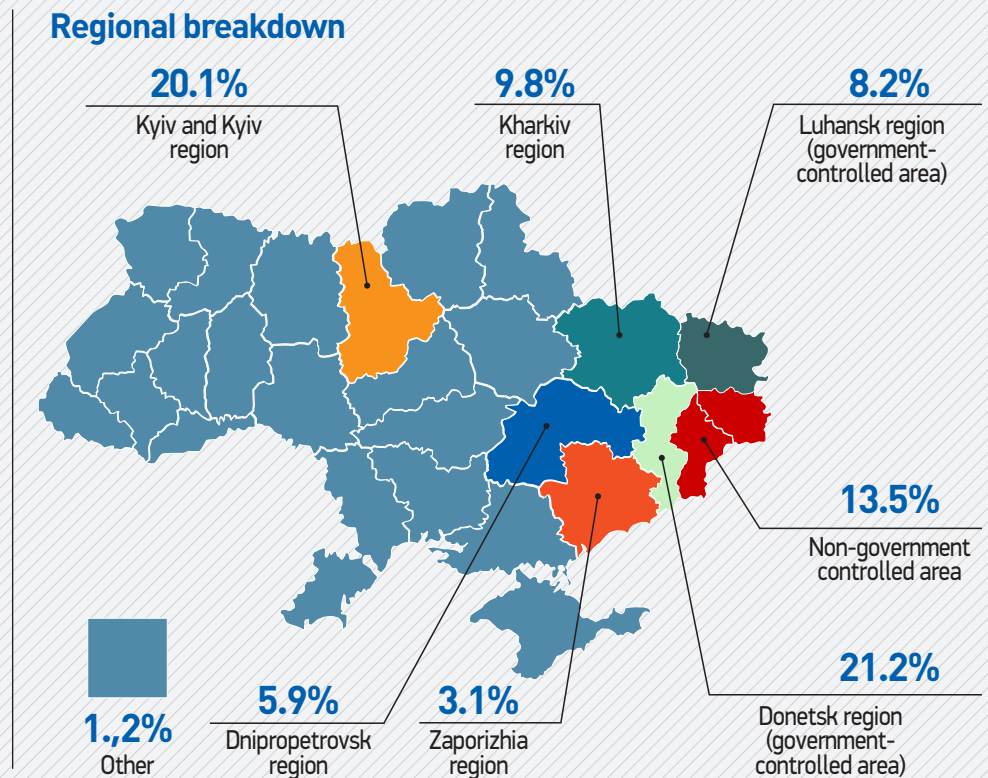 Regional breakdown
20.1%
Kyiv and Kyiv
region
9.8%
Kharkiv
region
8.2%
Luhansk region
(government-
controlled area)
13.5%
Non-government
controlled area
21.2%
Donetsk region
(government-
controlled area)
3.1%
Zaporizhia
region
5.9%
Dnipropetrovsk
region
1.,2%
Other